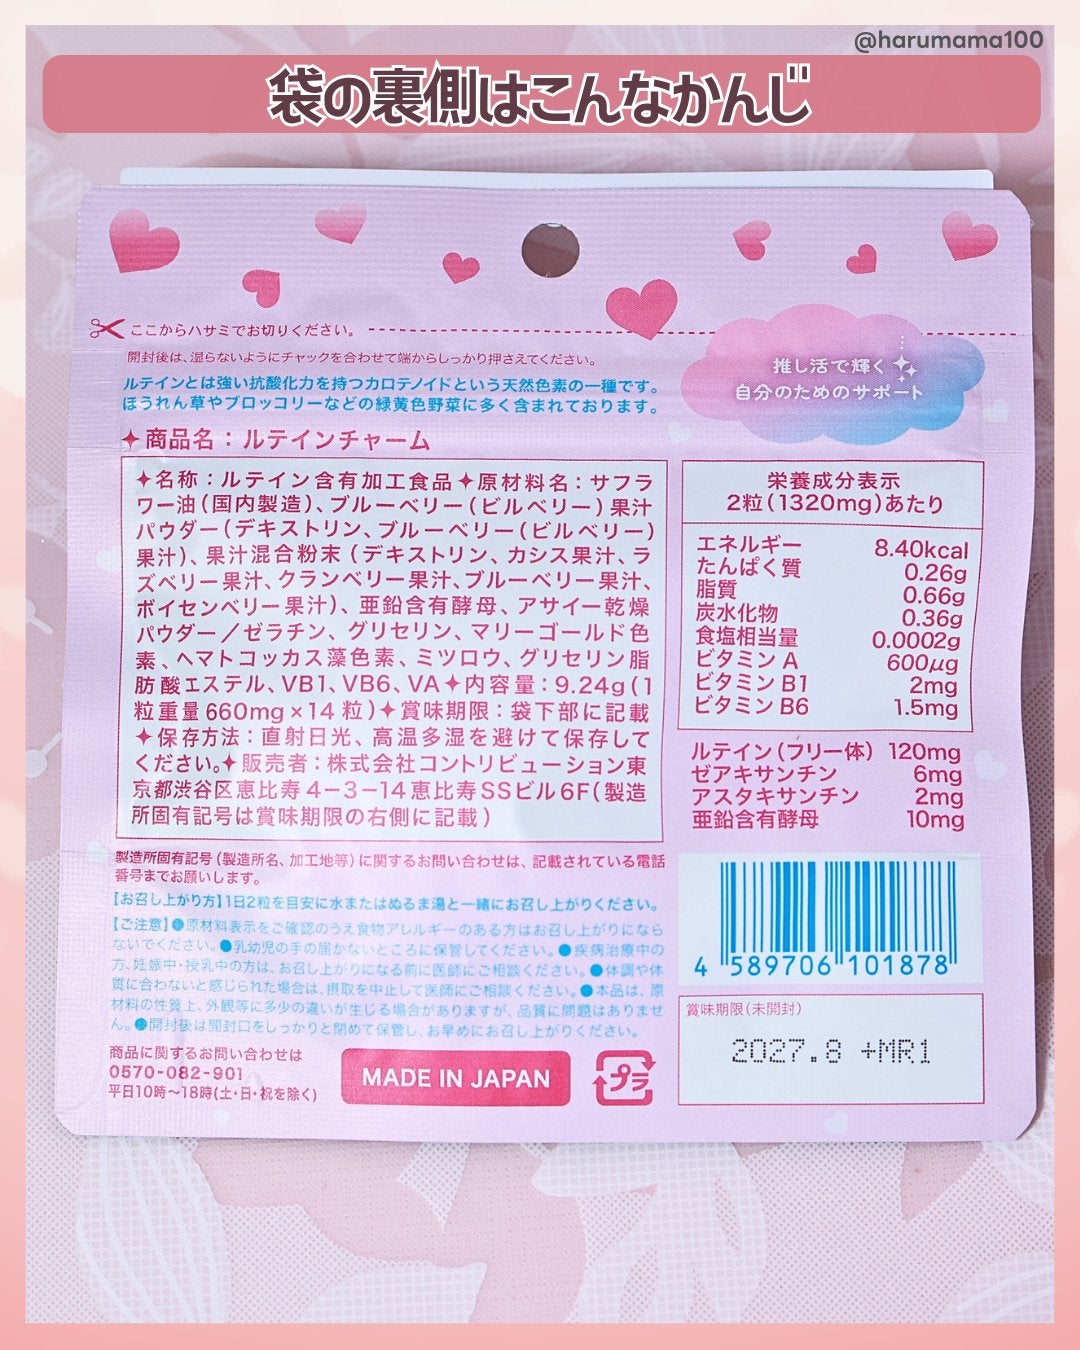 @harumama100
袋の裏側はこんなかんじ
ここからハサミでお切りください。
開封後は、湿らないようにチャックを合わせて端からしっかり押さえてください。
ルテインとは強い抗酸化力を持つカロテノイドという天然色素の一種です。
ほうれん草やブロッコリーなどの緑黄色野菜に多く含まれております。
推し活で輝く
自分のためのサポート
✦商品名：ルテインチャーム
✦名称：ルテイン含有加工食品✦原材料名：サフラ
ワー油（国内製造）、ブルーベリー（ビルベリー）果汁
パウダー（デキストリン、ブルーベリー（ビルベリー）
果汁）、果汁混合粉末（デキストリン、カシス果汁、ラ
ズベリー果汁、クランベリー果汁、ブルーベリー果汁、
ボイセンベリー果汁）、亜鉛含有酵母、アサイー乾燥
パウダー／ゼラチン、グリセリン、マリーゴールド色
素、ヘマトコッカス藻色素、ミツロウ、グリセリン脂
肪酸エステル、VB1、VB6、VA✦内容量：9.24g（1
粒重量660mg×14粒）✦賞味期限：袋下部に記載
✦保存方法：直射日光、高温多湿を避けて保存して
ください。✦販売者：株式会社コントリビューション東
京都渋谷区恵比寿4−3−14恵比寿SSビル6F（製造
所固有記号は賞味期限の右側に記載）
栄養成分表示
2粒（1320mg）あたり
エネルギー 8.40kcal
たんぱく質 0.26g
脂質 0.66g
炭水化物 0.36g
食塩相当量 0.0002g
ビタミンA 600μg
ビタミンB1 2mg
ビタミンB6 1.5mg
ルテイン（フリー体） 120mg
ゼアキサンチン 6mg
アスタキサンチン 2mg
亜鉛含有酵母 10mg
製造所固有記号（製造所名、加工地等）に関するお問い合わせは、記載されている電話
番号までお願いします。
【お召し上がり方】1日2粒を目安に水またはぬるま湯と一緒にお召し上がりください。
【ご注意】●原材料表示をご確認のうえ食物アレルギーのある方はお召し上がりになら
ないでください。●乳幼児の手の届かないところに保管してください。●疾病治療中の
方、妊娠中・授乳中の方は、お召し上がりになる前に医師にご相談ください。●体調や体
質に合わないと感じられた場合は、摂取を中止して医師にご相談ください。●本品は、原
材料の性質上、外観等に多少の違いが生じる場合がありますが、品質に問題はありませ
ん。●開封後は開封口をしっかりと閉めて保管し、お早めにお召し上がりください。
商品に関するお問い合わせは
0570-082-901
平日10時〜18時(土・日・祝を除く)
MADE IN JAPAN
プラ
4 589706 101878
賞味期限（未開封）
2027.8 +MR1